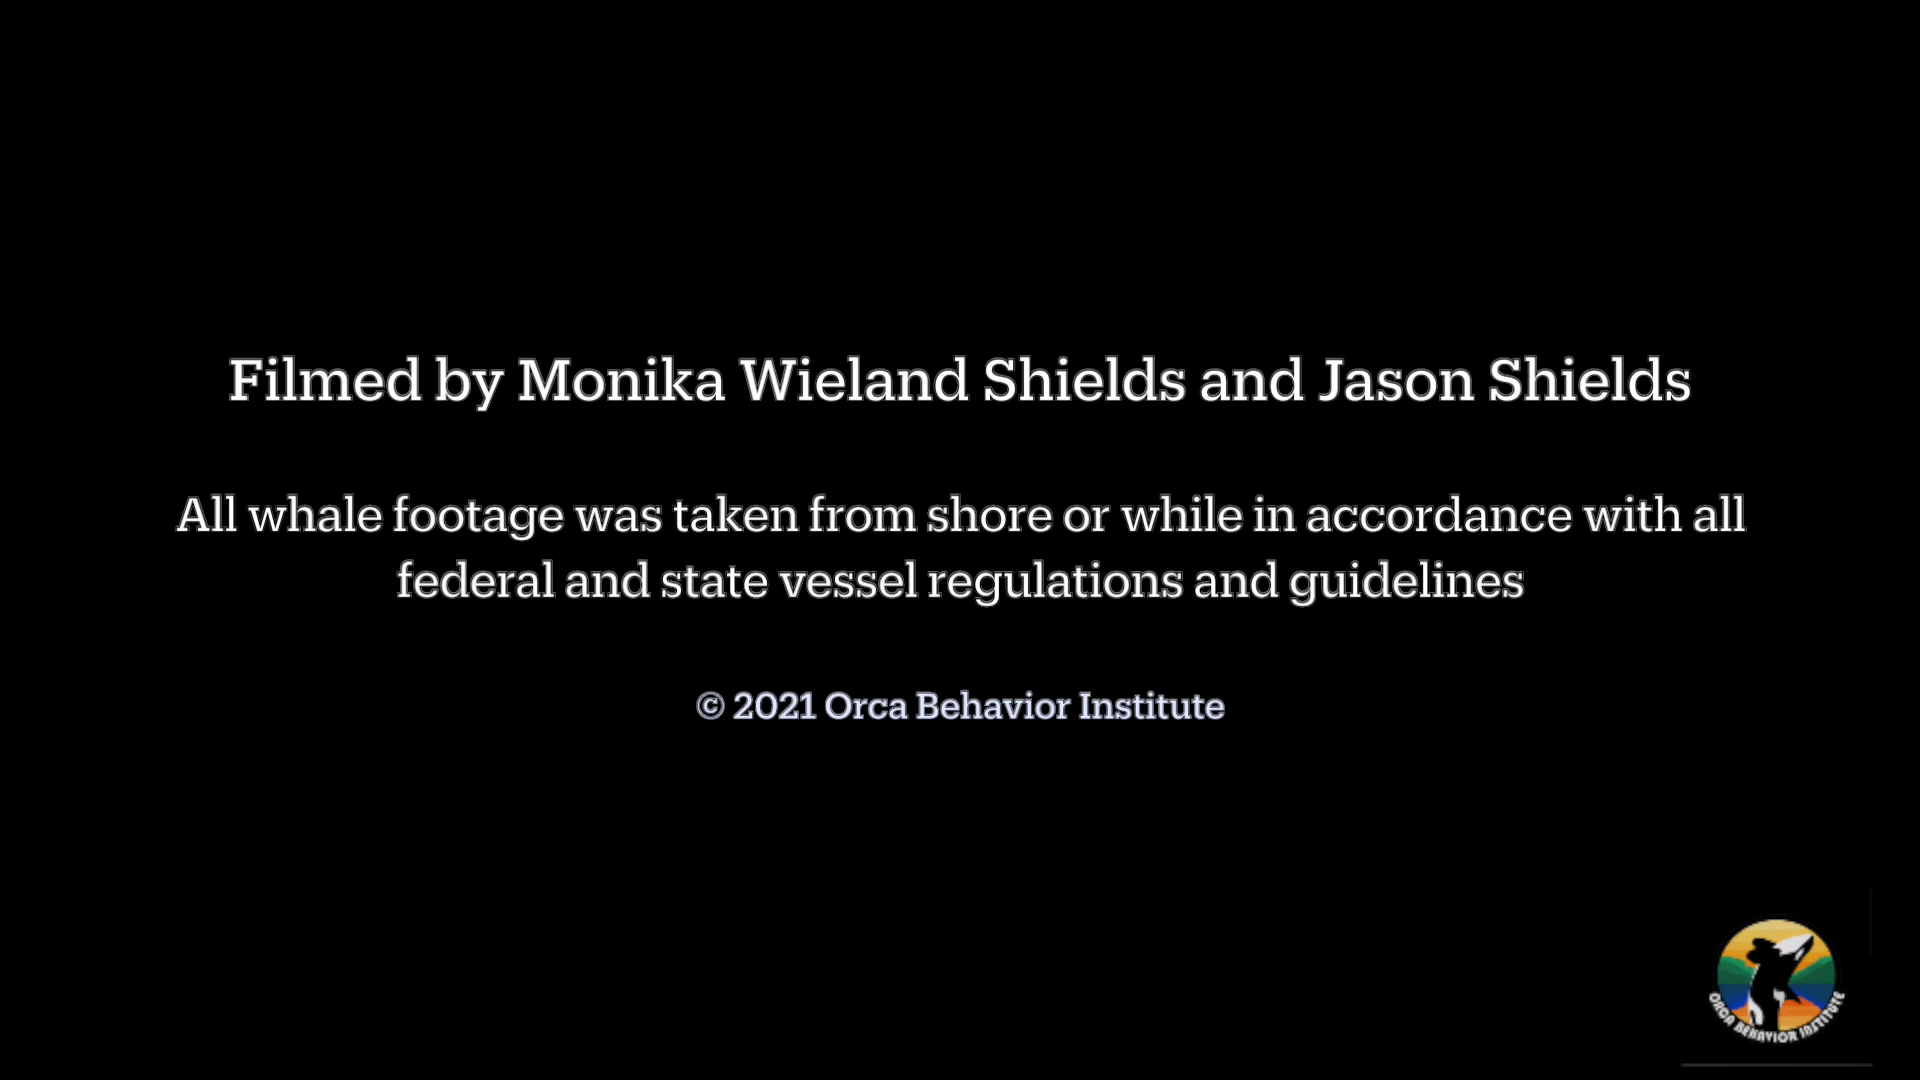 Filmed by Monika Wieland Shields and Jason Shields
All whale footage was taken from shore or while in accordance with all
federal and state vessel regulations and guidelines
© 2021 Orca Behavior Institute
ORCA BEHAVIOR INSTITUTE